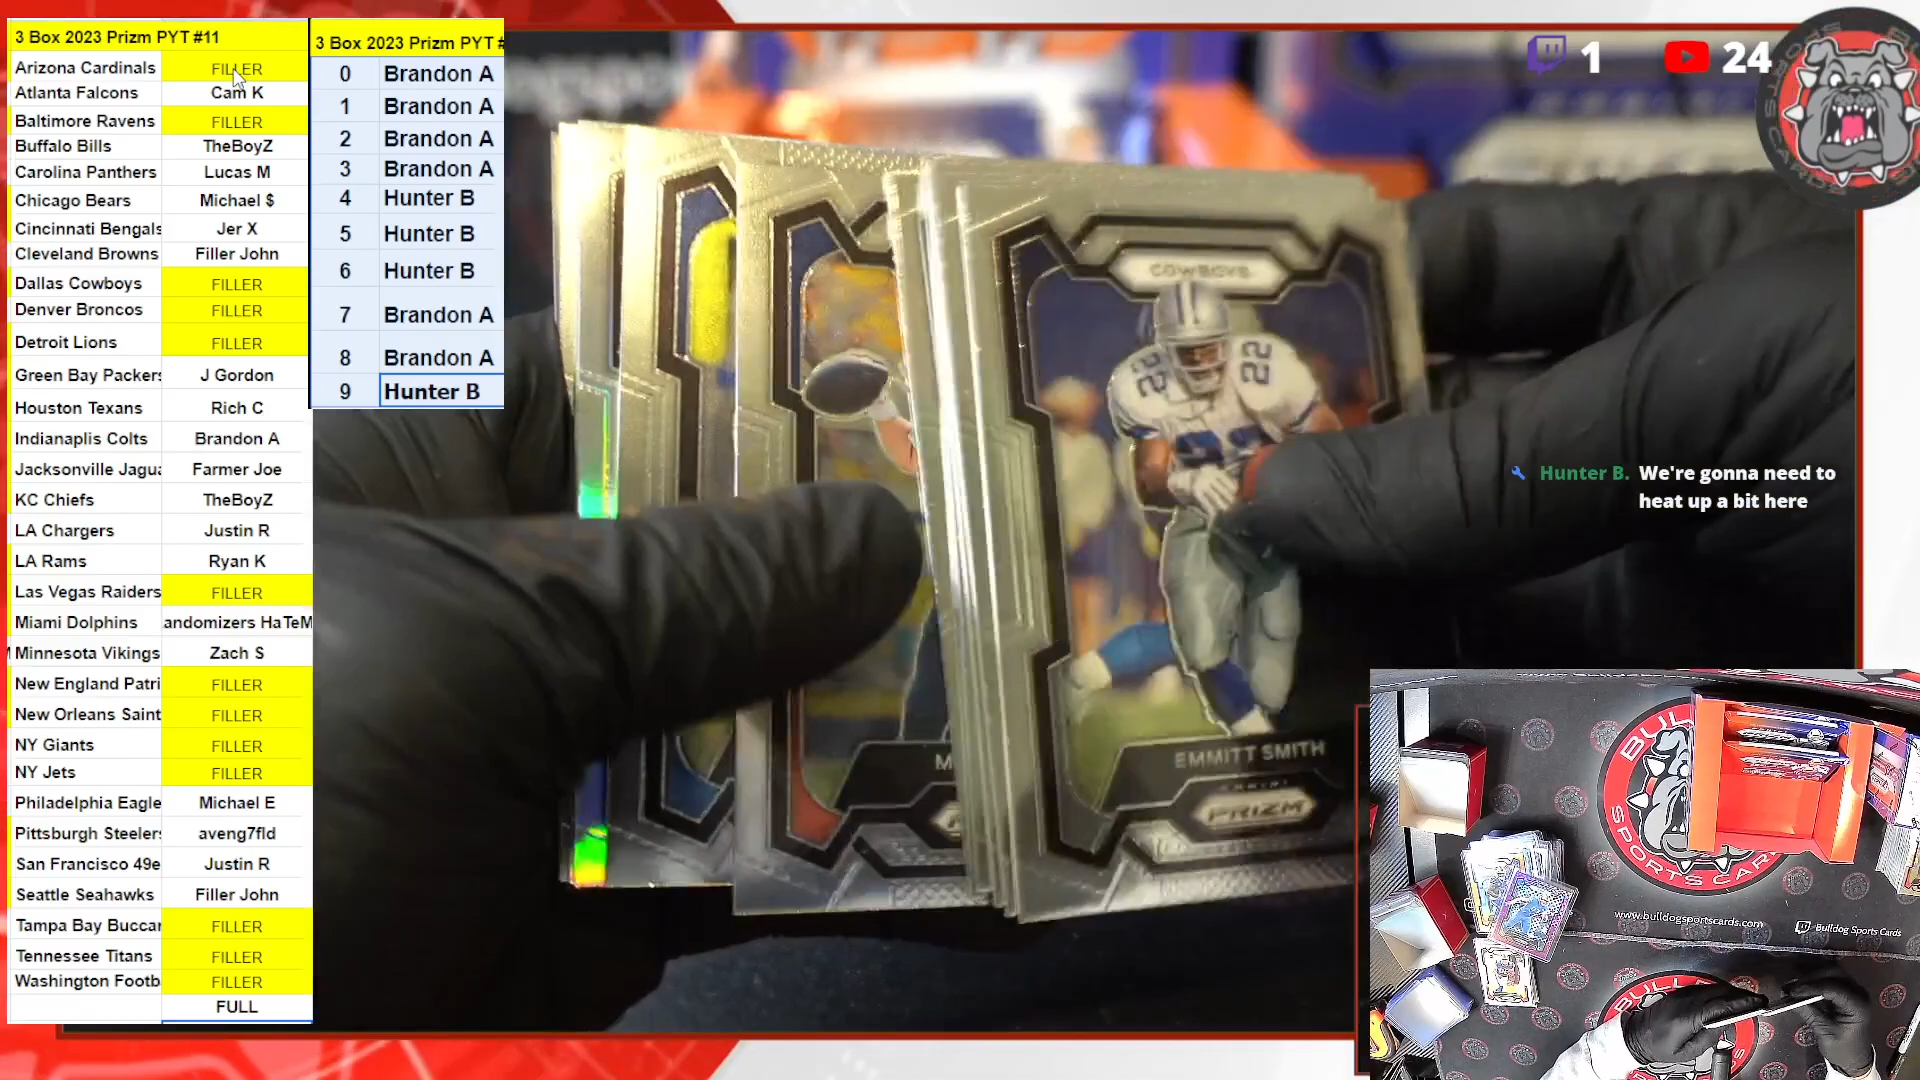 3 Box 2023 Prizm PYT #11
Arizona Cardinals FILLER
Atlanta Falcons Cam K
Baltimore Ravens FILLER
Buffalo Bills TheBoyZ
Carolina Panthers Lucas M
Chicago Bears Michael $
Cincinnati Bengals Jer X
Cleveland Browns Filler John
Dallas Cowboys FILLER
Denver Broncos FILLER
Detroit Lions FILLER
Green Bay Packers J Gordon
Houston Texans Rich C
Indianaplis Colts Brandon A
Jacksonville Jagua Farmer Joe
KC Chiefs TheBoyZ
LA Chargers Justin R
LA Rams Ryan K
Las Vegas Raiders FILLER
Miami Dolphins andomizers HaTeM
Minnesota Vikings Zach S
New England Patri FILLER
New Orleans Saint FILLER
NY Giants FILLER
NY Jets FILLER
Philadelphia Eagle Michael E
Pittsburgh Steelers aveng7fld
San Francisco 49e Justin R
Seattle Seahawks Filler John
Tampa Bay Buccar FILLER
Tennessee Titans FILLER
Washington Footb FILLER
FULL
3 Box 2023 Prizm PYT #
0 Brandon A
1 Brandon A
2 Brandon A
3 Brandon A
4 Hunter B
5 Hunter B
6 Hunter B
7 Brandon A
8 Brandon A
9 Hunter B
1
24
COWBOYS
22 22
22
EMMITT SMITH
PANINI
PRIZM
M
Hunter B. We're gonna need to
heat up a bit here
SPORTS CARDS
www.bulldogsportscards.com
Bulldog Sports Cards